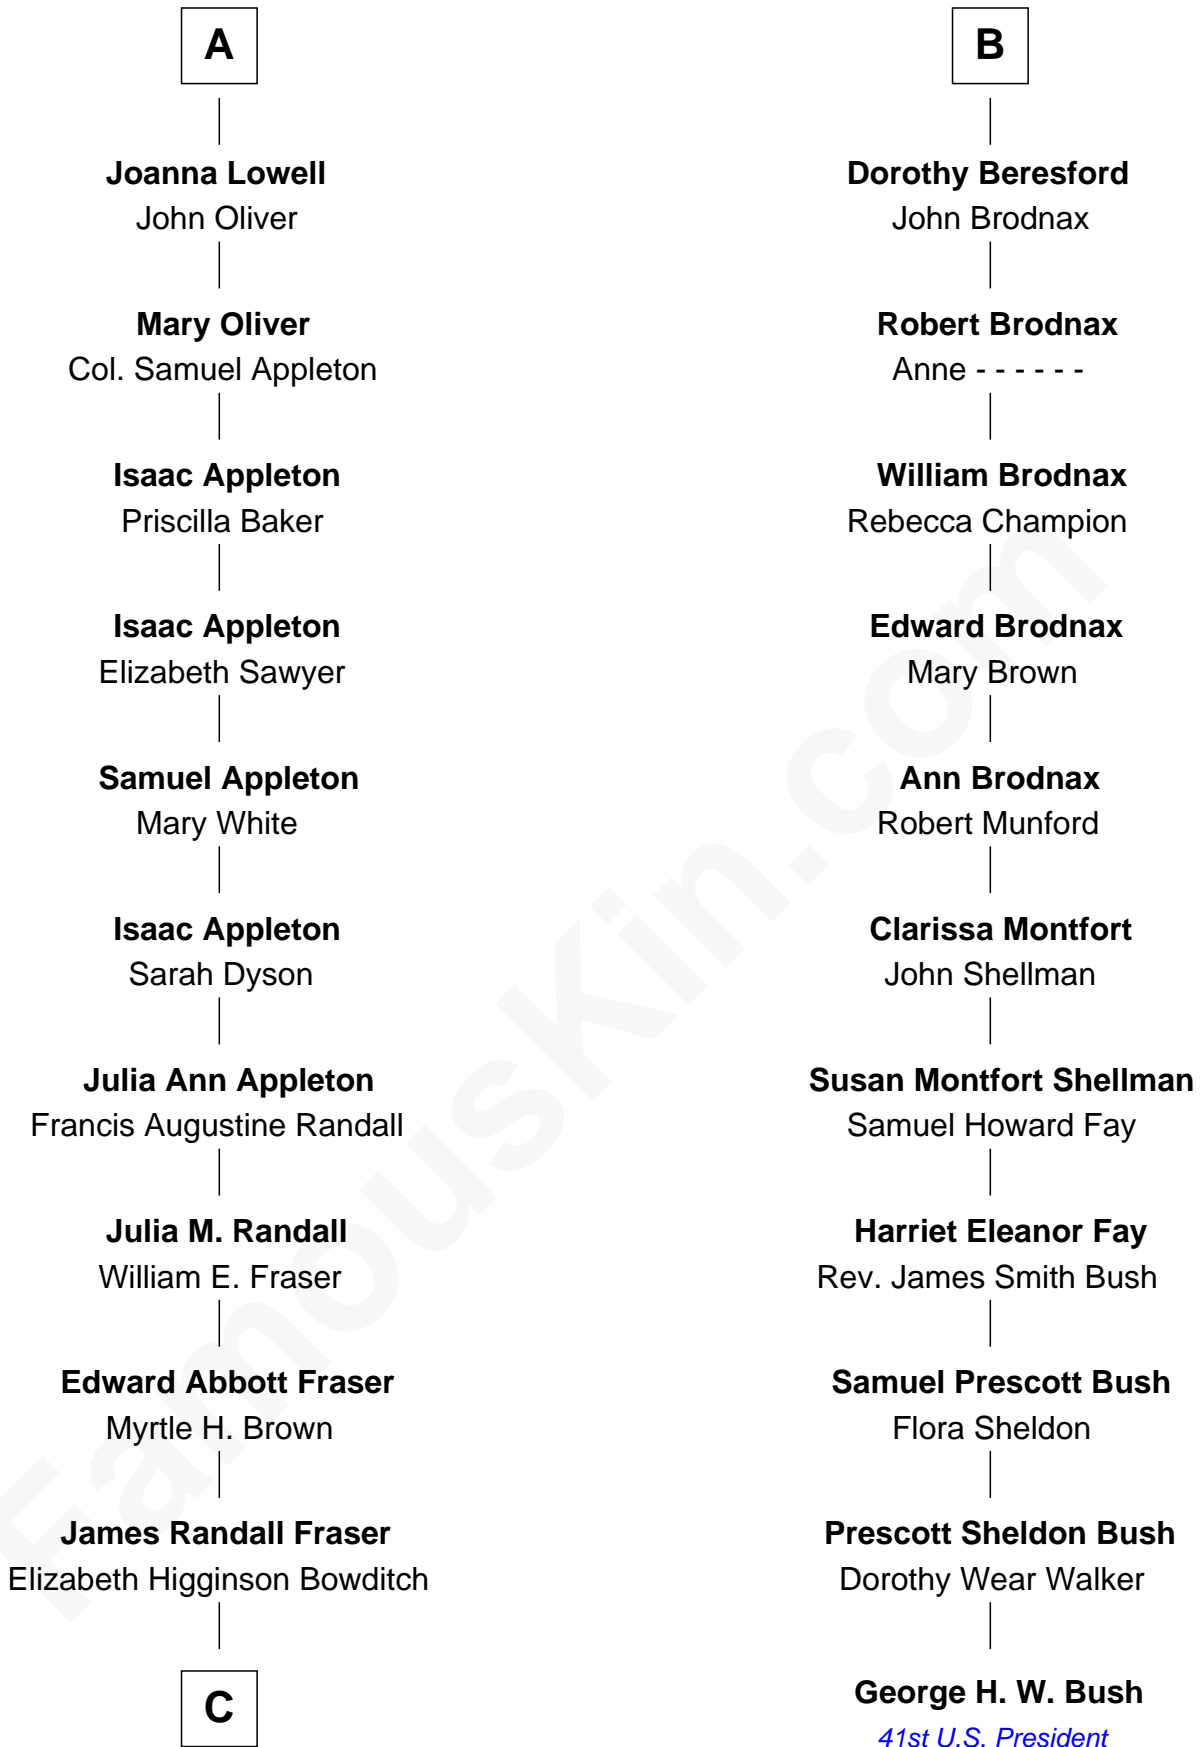 A
Joanna Lowell
John Oliver
Mary Oliver
Col. Samuel Appleton
Isaac Appleton
Priscilla Baker
Isaac Appleton
Elizabeth Sawyer
Samuel Appleton
Mary White
Isaac Appleton
Sarah Dyson
Julia Ann Appleton
Francis Augustine Randall
Julia M. Randall
William E. Fraser
Edward Abbott Fraser
Myrtle H. Brown
James Randall Fraser
Elizabeth Higginson Bowditch
C
B
Dorothy Beresford
John Brodnax
Robert Brodnax
Anne - - - - - -
William Brodnax
Rebecca Champion
Edward Brodnax
Mary Brown
Ann Brodnax
Robert Munford
Clarissa Montfort
John Shellman
Susan Montfort Shellman
Samuel Howard Fay
Harriet Eleanor Fay
Rev. James Smith Bush
Samuel Prescott Bush
Flora Sheldon
Prescott Sheldon Bush
Dorothy Wear Walker
George H. W. Bush
41st U.S. President
FamousKin.com